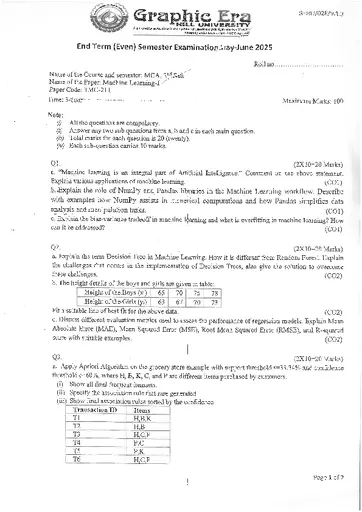 Graphic Era
HILL UNIVERSITY
End Term (Even) Semester Examination May-June 2025
Roll no
Name of the Course and semester: MCA,
Name of the Paper: Machine Learning-I
Paper Code: TMC-211
Time: 3-
Maximum Marks: 100
Note:
(i) All the questions are compulsory.
(ii) Answer any two sub questions from a, b and c in each main question.
(iii) Total marks for each question is 20 (twenty).
(iv) Each sub-question carries 10 marks.
Q1. (2X10=20 Marks)
a. "Machine learning is an integral part of Artificial Intelligence." Comment on the above statement.
Explain various applications of machine learning. (CO1)
b. Explain the role of NumPy and Pandas libraries in the Machine Learning workflow. Describe
with examples how NumPy assists in numerical computations and how Pandas simplifies data
analysis and manipulation tasks. (CO1)
c. Explain the bias-variance tradeoff in machine learning and what is overfitting in machine learning? How
can it be addressed? (CO1)
Q2. (2X10=20 Marks)
a. Explain the term Decision Tree in Machine Learning. How it is different from Random Forest. Explain
the challenges that comes in the implementation of Decision Trees, also give the solution to overcome
these challenges. (CO2)
b. The height details of the boys and girls are given in table:
Height of the Boys 65 70 75 78
Height of the Girls 63 67 70 73
Fit a suitable line of best fit for the above data. (CO2)
c. Discuss different evaluation metrics used to assess the performance of regression models. Explain Mean
Absolute Error (MAE), Mean Squared Error (MSE), Root Mean Squared Error (RMSE), and R-squared
score with suitable examples. (CO2)
Q3. (2X10=20 Marks)
a. Apply Apriori Algorithm on the grocery store example with support threshold and confidence
threshold 60%, where H, B, K, C, and P are different items purchased by customers.
(i) Show all final frequent itemsets.
(ii) Specify the association rule that are generated
(iii) Show final association rules sorted by the confidence
Transaction ID Items
T1 H,B,K
T2 H,B
T3 H,C,P
T4 P,C
T5 P,K
T6 H,C,P
Page 1 of 2